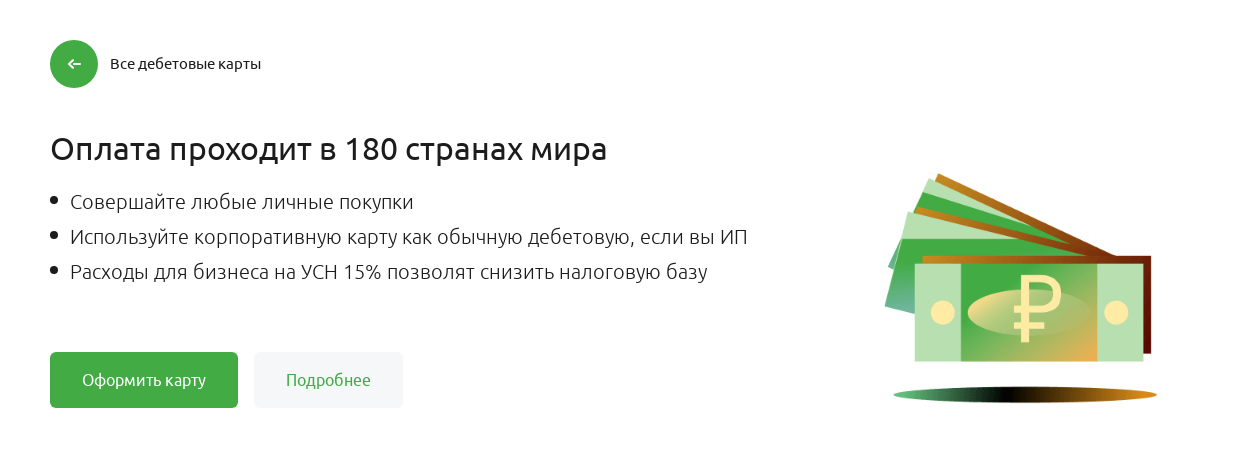 Все дебетовые карты
Оплата проходит в 180 странах мира
Совершайте любые личные покупки
Используйте корпоративную карту как обычную дебетовую, если вы ИП
Расходы для бизнеса на УСН 15% позволят снизить налоговую базу
Оформить карту
Подробнее
₽